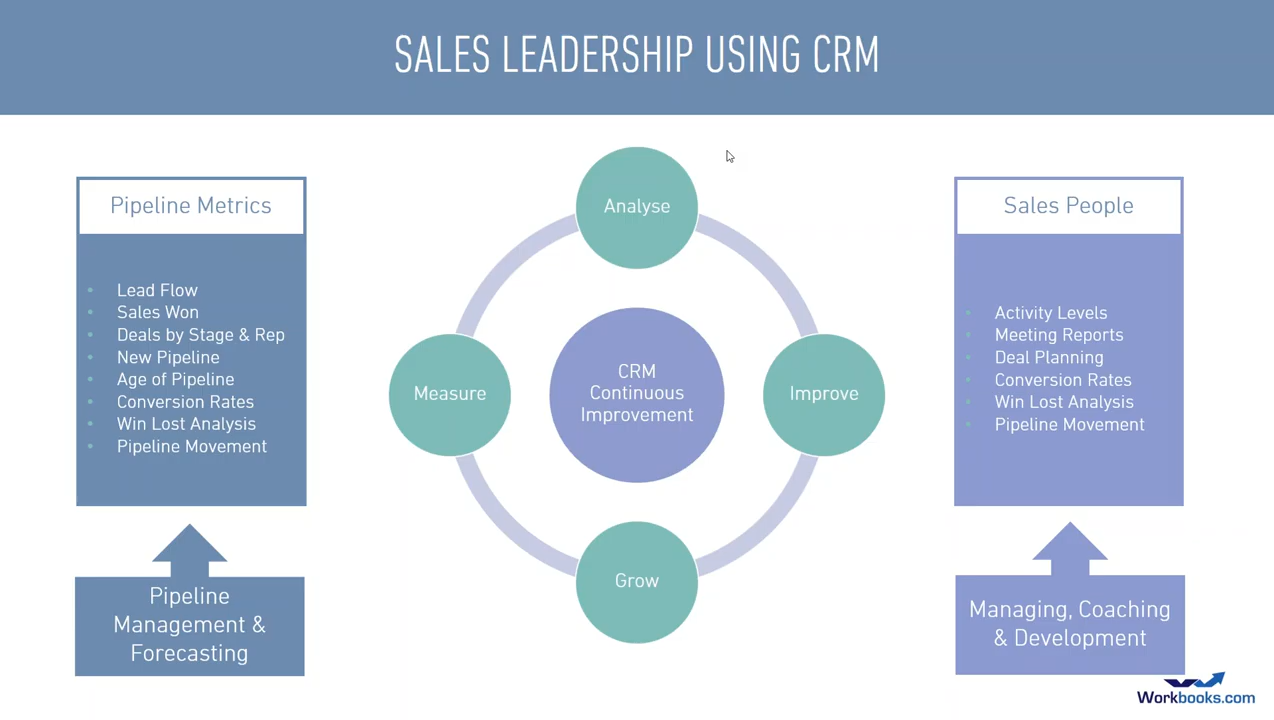 SALES LEADERSHIP USING CRM
Pipeline Metrics
Lead Flow
Sales Won
Deals by Stage & Rep
New Pipeline
Age of Pipeline
Conversion Rates
Win Lost Analysis
Pipeline Movement
Pipeline
Management &
Forecasting
Analyse
Measure
CRM
Continuous
Improvement
Improve
Grow
Sales People
Activity Levels
Meeting Reports
Deal Planning
Conversion Rates
Win Lost Analysis
Pipeline Movement
Managing, Coaching
& Development
Workbooks.com